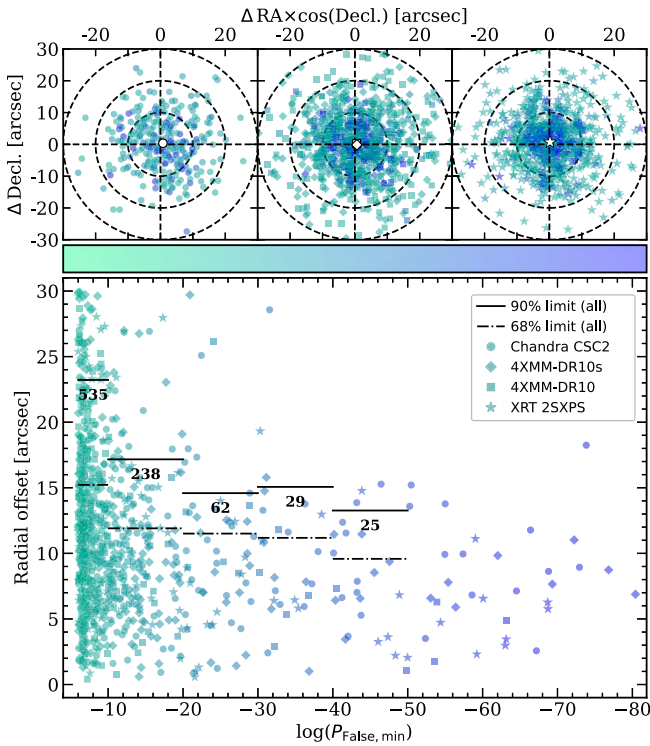 Δ RA×cos(Decl.) [arcsec]
−20 0 20 −20 0 20 −20 0 20
30
20
10
0
−10
−20
−30
Δ Decl. [arcsec]
30
25
20
15
10
5
0
Radial offset [arcsec]
90% limit (all)
68% limit (all)
Chandra CSC2
4XMM-DR10s
4XMM-DR10
XRT 2SXPS
535
238
62
29
25
−10 −20 −30 −40 −50 −60 −70 −80
log(P_False, min)